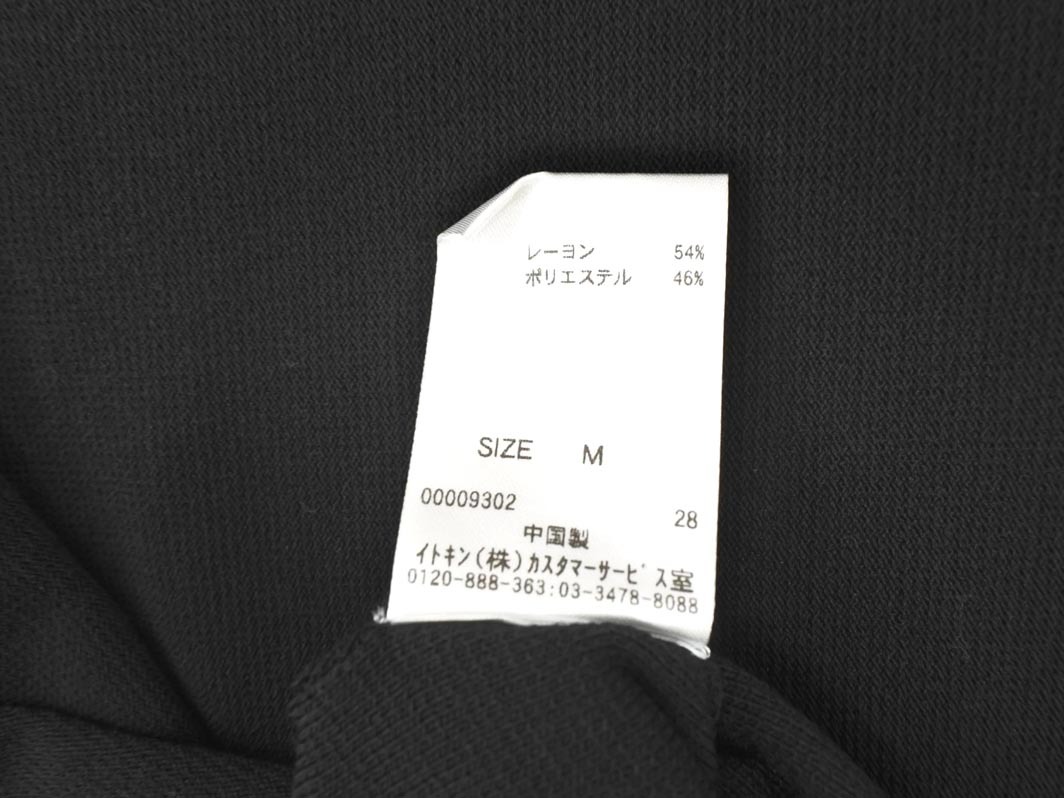 レーヨン 54%
ポリエステル 46%
SIZE M
00009302 28
中国製
イトキン(株)カスタマーサービス室
0120-888-363:03-3478-8088